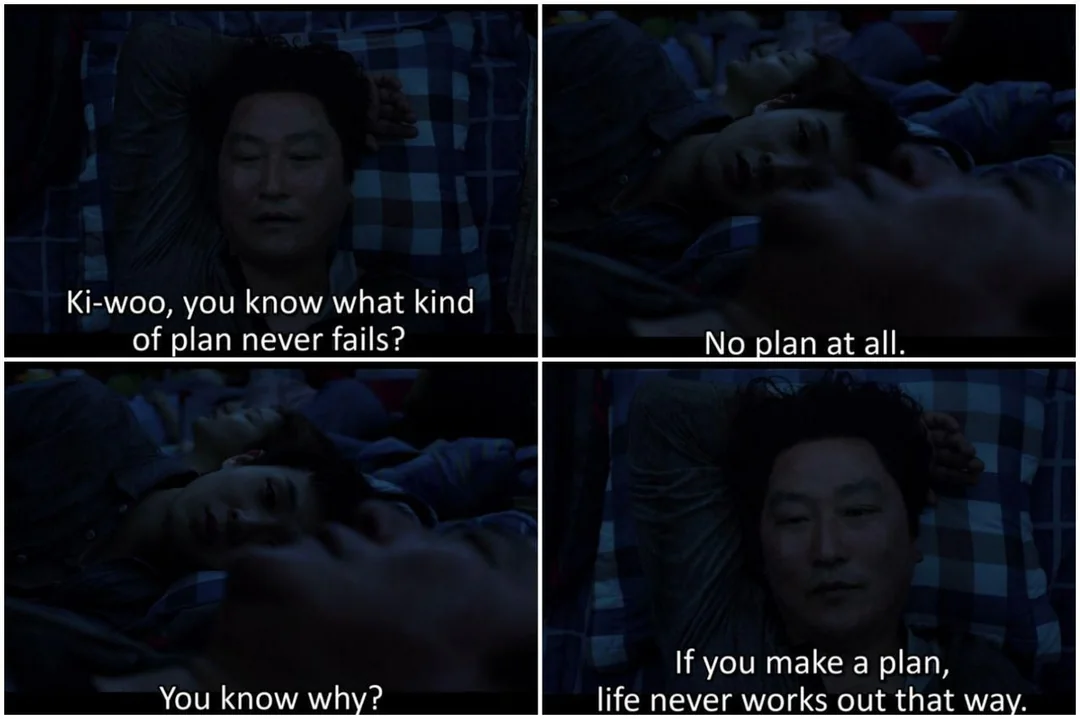 Ki-woo, you know what kind
of plan never fails?
No plan at all.
You know why?
If you make a plan,
life never works out that way.